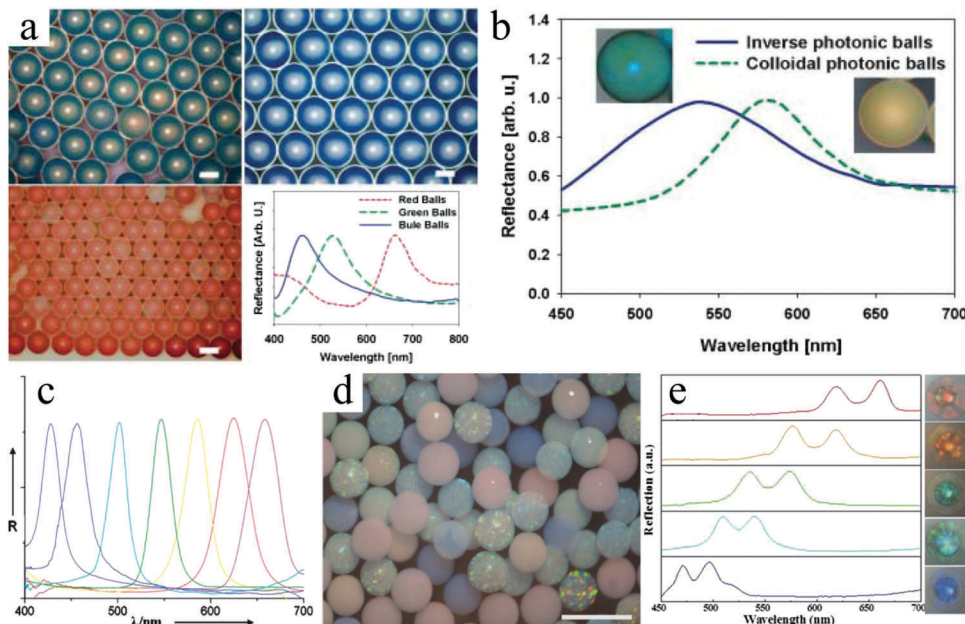 a
Red Balls
Green Balls
Bule Balls
Reflectance [Arb. U.]
400 500 600 700 800
Wavelength [nm]
b
Inverse photonic balls
Colloidal photonic balls
1.4
1.2
1.0
0.8
0.6
0.4
0.2
0.0
Reflectance [arb. u.]
450 500 550 600 650 700
Wavelength [nm]
c
R
400 500 600 700
λ/nm
d
e
Reflection (a.u.)
450 500 550 600 650 700
Wavelength (nm)